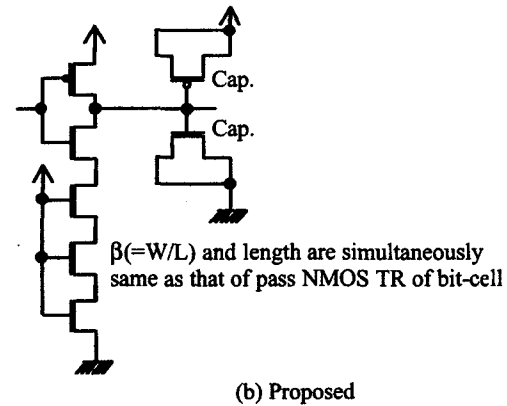 Cap.
Cap.
β(=W/L) and length are simultaneously
same as that of pass NMOS TR of bit-cell
(b) Proposed